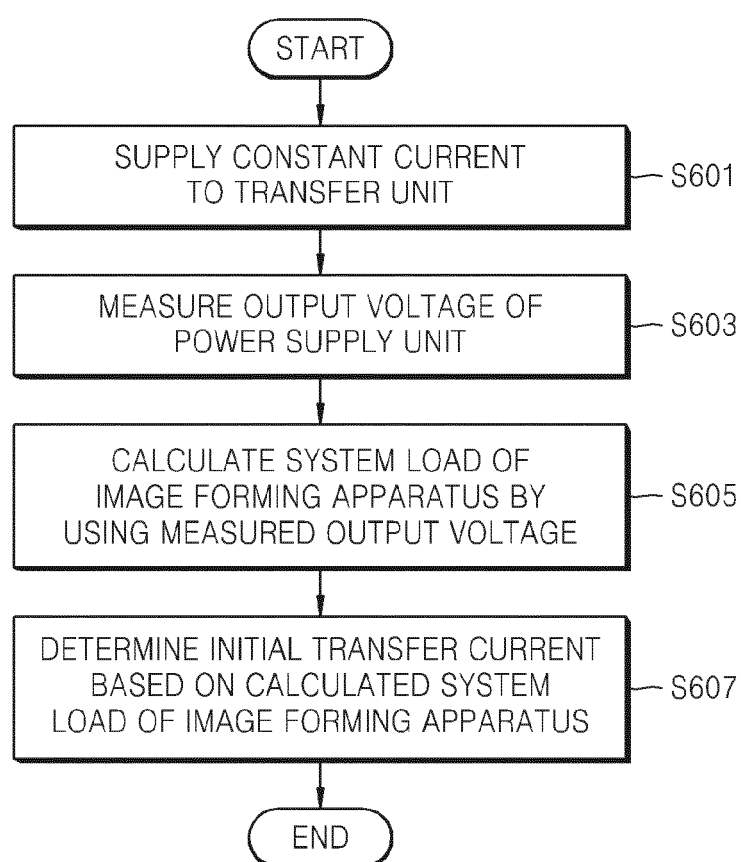 START
SUPPLY CONSTANT CURRENT
TO TRANSFER UNIT
S601
MEASURE OUTPUT VOLTAGE OF
POWER SUPPLY UNIT
S603
CALCULATE SYSTEM LOAD OF
IMAGE FORMING APPARATUS BY
USING MEASURED OUTPUT VOLTAGE
S605
DETERMINE INITIAL TRANSFER CURRENT
BASED ON CALCULATED SYSTEM
LOAD OF IMAGE FORMING APPARATUS
S607
END